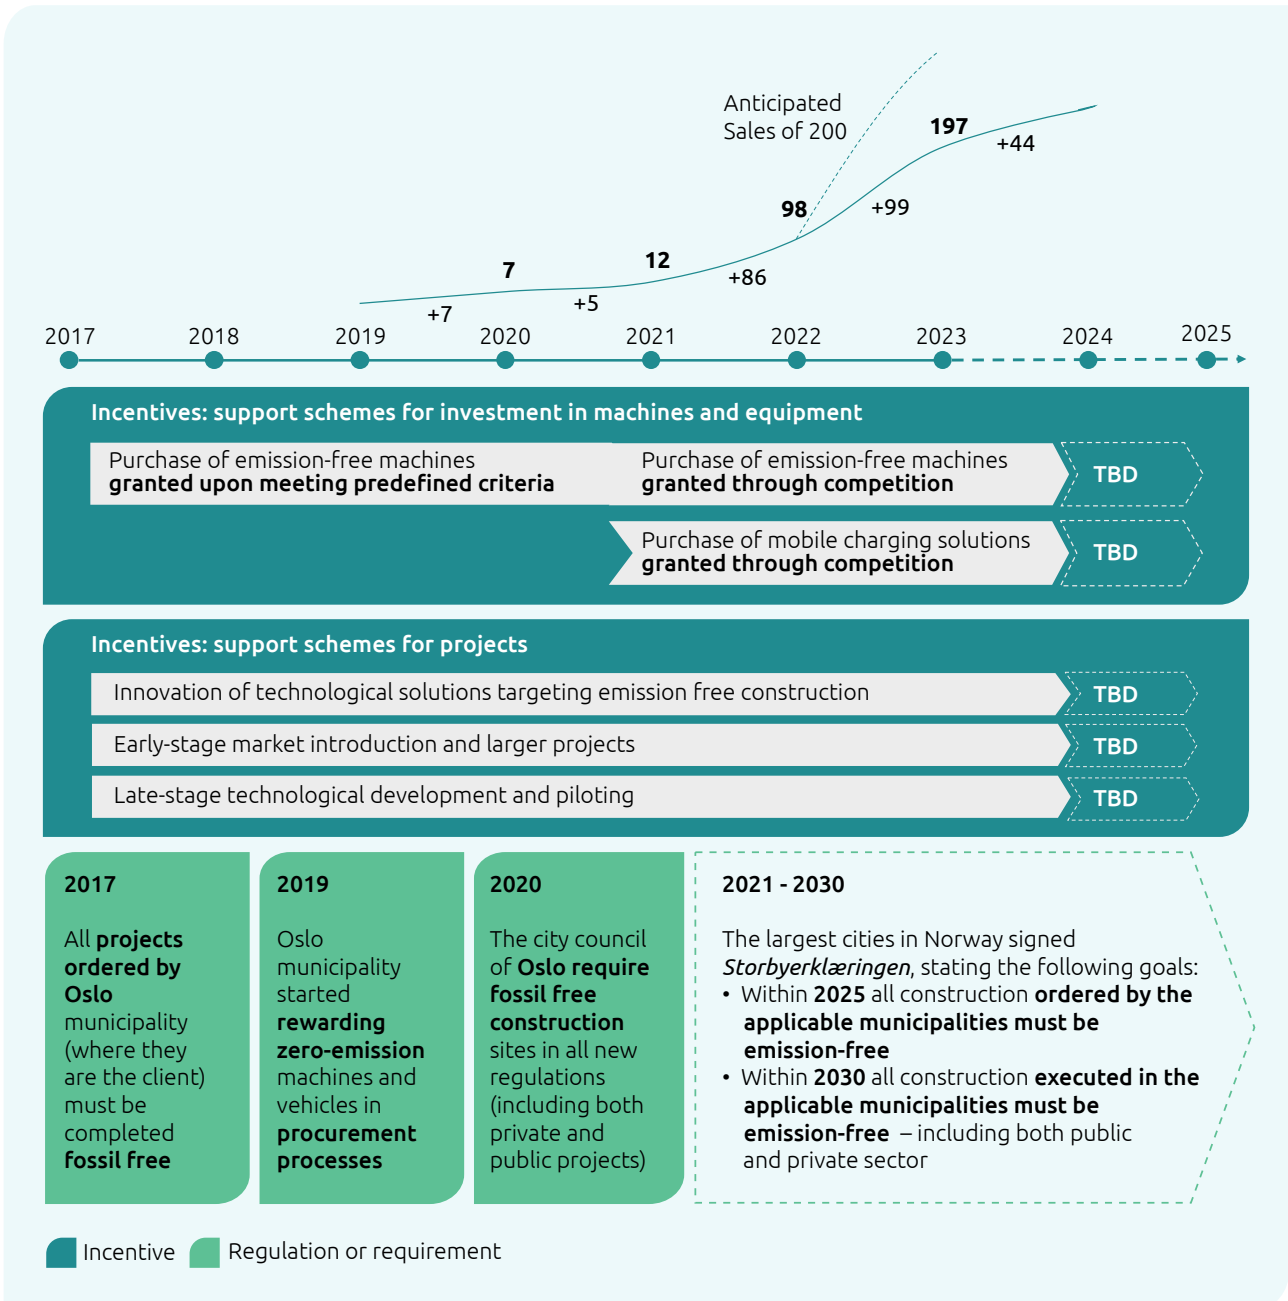 Anticipated
Sales of 200
197
+44
98
+99
12
+86
7
+5
+7
2017 2018 2019 2020 2021 2022 2023 2024 2025
Incentives: support schemes for investment in machines and equipment
Purchase of emission-free machines
granted upon meeting predefined criteria
Purchase of emission-free machines
granted through competition
TBD
Purchase of mobile charging solutions
granted through competition
TBD
Incentives: support schemes for projects
Innovation of technological solutions targeting emission free construction
TBD
Early-stage market introduction and larger projects
TBD
Late-stage technological development and piloting
TBD
2017
All projects
ordered by
Oslo
municipality
(where they
are the client)
must be
completed
fossil free
2019
Oslo
municipality
started
rewarding
zero-emission
machines and
vehicles in
procurement
processes
2020
The city council
of Oslo require
fossil free
construction
sites in all new
regulations
(including both
private and
public projects)
2021 - 2030
The largest cities in Norway signed
Storbyerklæringen, stating the following goals:
• Within 2025 all construction ordered by the
applicable municipalities must be
emission-free
• Within 2030 all construction executed in the
applicable municipalities must be
emission-free – including both public
and private sector
Incentive
Regulation or requirement